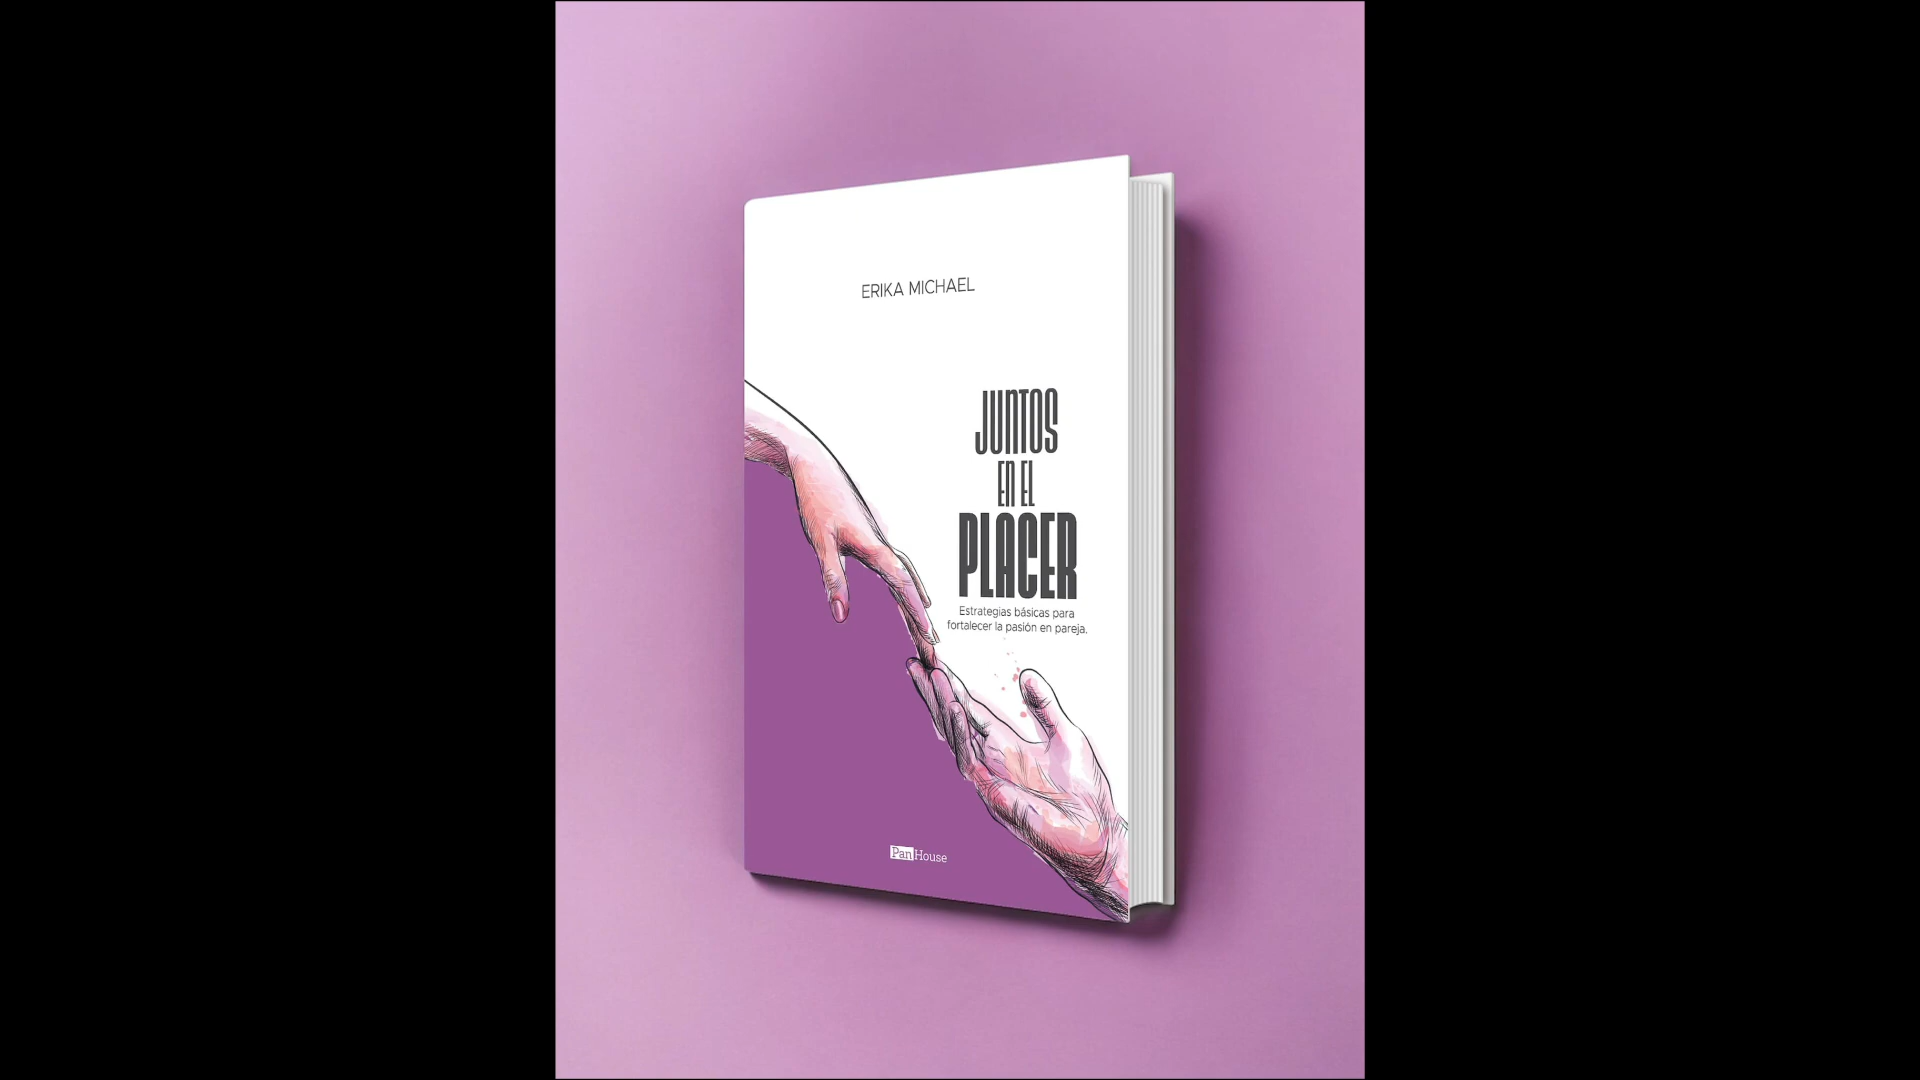 ERIKA MICHAEL
JUNTOS
EN EL
PLACER
Estrategias básicas para
fortalecer la pasión en pareja.
PanHouse